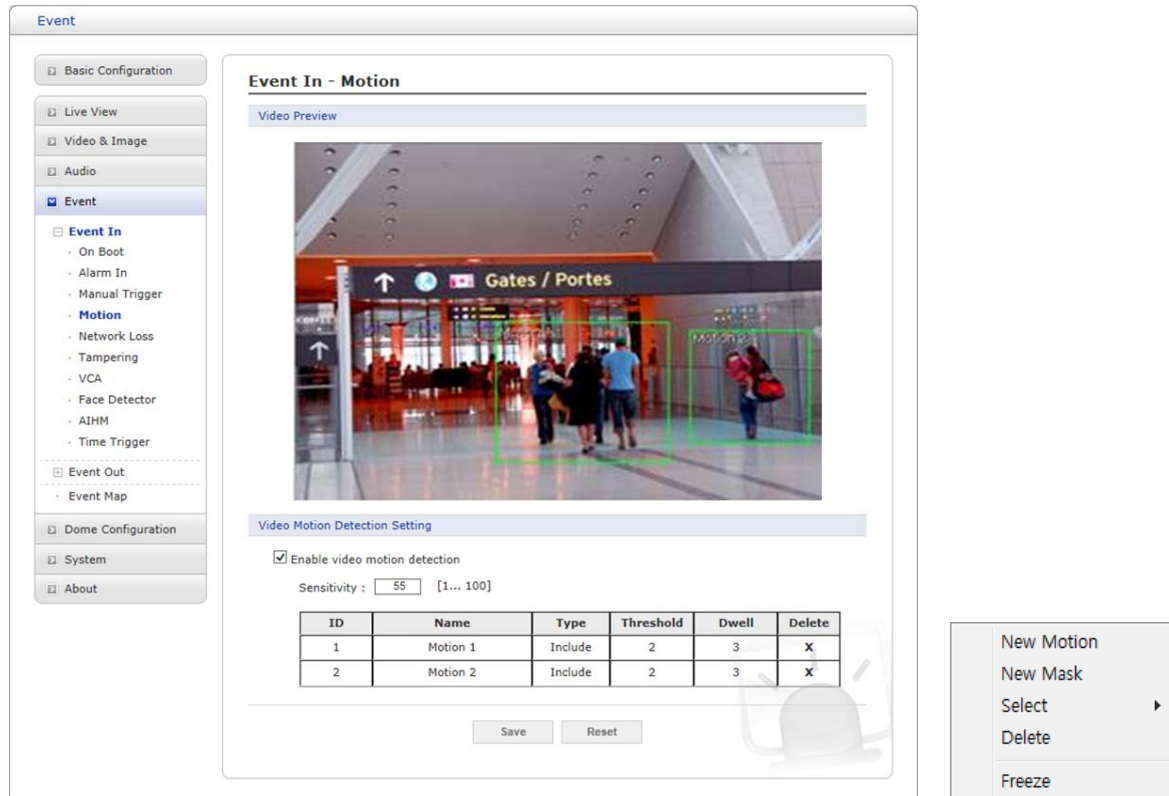 Event
Basic Configuration
Live View
Video & Image
Audio
Event
Event In
On Boot
Alarm In
Manual Trigger
Motion
Network Loss
Tampering
VCA
Face Detector
AIHM
Time Trigger
Event Out
Event Map
Dome Configuration
System
About
Event In - Motion
Video Preview
Gates / Portes
Motion 2
Video Motion Detection Setting
Enable video motion detection
Sensitivity : 55 [1... 100]
ID Name Type Threshold Dwell Delete
1 Motion 1 Include 2 3 X
2 Motion 2 Include 2 3 X
Save Reset
New Motion
New Mask
Select
Delete
Freeze